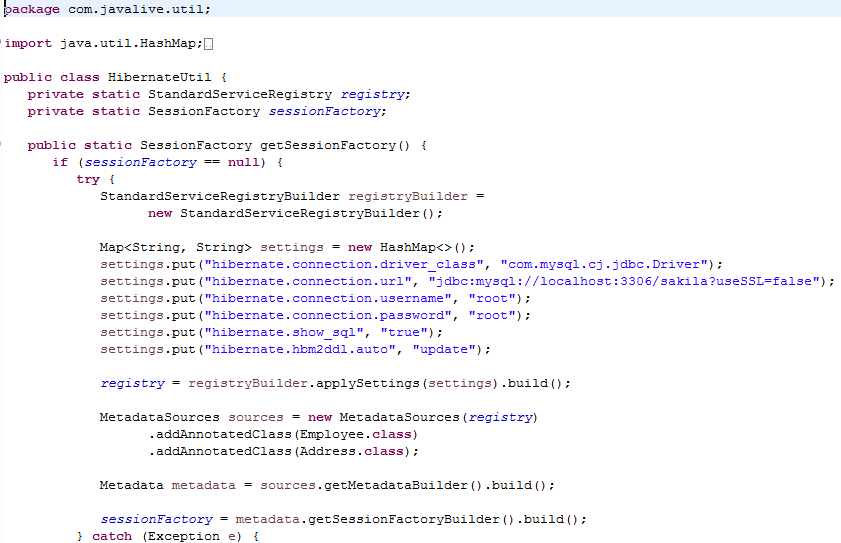 package com.javalive.util;
import java.util.HashMap;
public class HibernateUtil {
private static StandardServiceRegistry registry;
private static SessionFactory sessionFactory;
public static SessionFactory getSessionFactory() {
if (sessionFactory == null) {
try {
StandardServiceRegistryBuilder registryBuilder =
new StandardServiceRegistryBuilder();
Map<String, String> settings = new HashMap<>();
settings.put("hibernate.connection.driver_class", "com.mysql.cj.jdbc.Driver");
settings.put("hibernate.connection.url", "jdbc:mysql://localhost:3306/sakila?useSSL=false");
settings.put("hibernate.connection.username", "root");
settings.put("hibernate.connection.password", "root");
settings.put("hibernate.show_sql", "true");
settings.put("hibernate.hbm2ddl.auto", "update");
registry = registryBuilder.applySettings(settings).build();
MetadataSources sources = new MetadataSources(registry)
.addAnnotatedClass(Employee.class)
.addAnnotatedClass(Address.class);
Metadata metadata = sources.getMetadataBuilder().build();
sessionFactory = metadata.getSessionFactoryBuilder().build();
} catch (Exception e) {